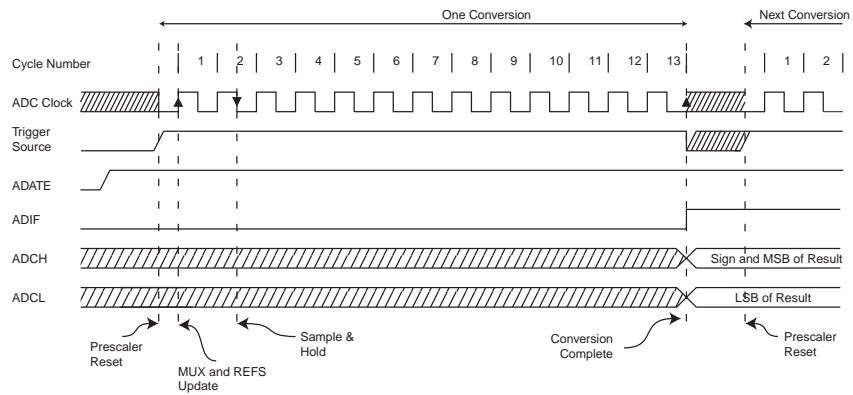 One Conversion
Next Conversion
Cycle Number 1 2 3 4 5 6 7 8 9 10 11 12 13 1 2
ADC Clock
Trigger
Source
ADATE
ADIF
ADCH
Sign and MSB of Result
ADCL
LSB of Result
Prescaler
Reset
MUX and REFS
Update
Sample &
Hold
Conversion
Complete
Prescaler
Reset